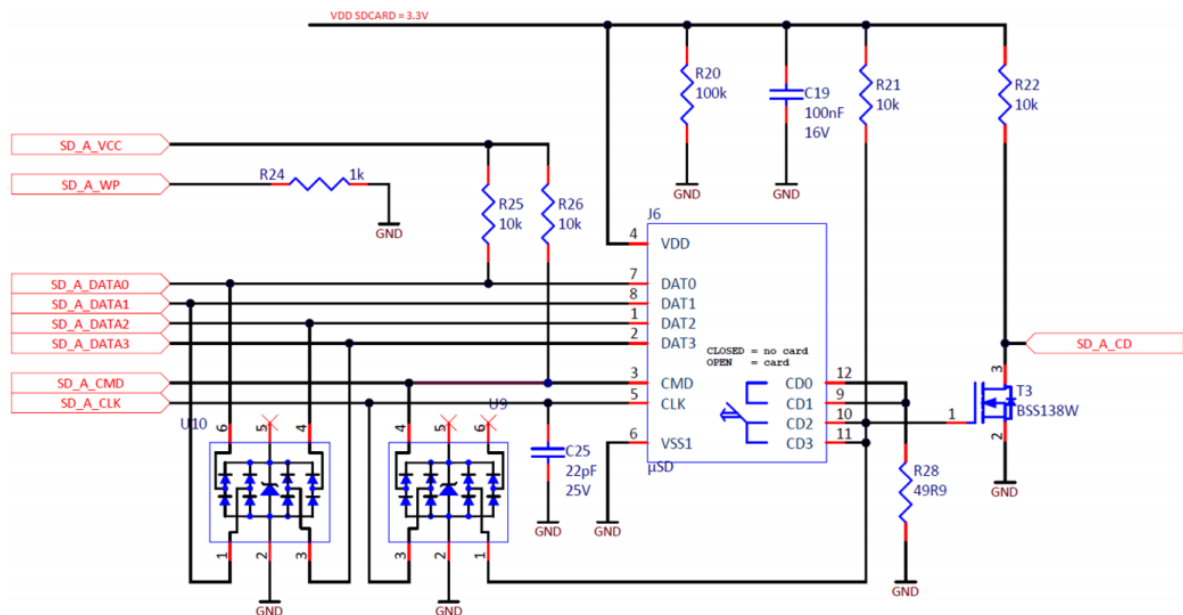 VDD SDCARD = 3.3V
R20
100k
C19
100nF
16V
R21
10k
R22
10k
SD_A_VCC
SD_A_WP
R24
1k
GND
R25
10k
R26
10k
GND
GND
J6
4
VDD
SD_A_DATA0
7
DAT0
SD_A_DATA1
8
DAT1
SD_A_DATA2
1
DAT2
SD_A_DATA3
2
DAT3
CLOSED = no card
OPEN = card
SD_A_CD
SD_A_CMD
3
CMD
CD0
12
SD_A_CLK
5
CLK
CD1
9
CD2
10
6
VSS1
CD3
11
µSD
3
T3
BSS138W
1
2
GND
U10
6
5
4
U9
4
5
6
C25
22pF
25V
R28
49R9
1
2
3
3
2
1
GND
GND
GND
GND
GND